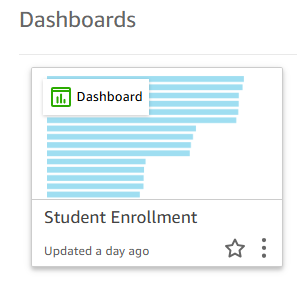 Dashboards
Dashboard
Student Enrollment
Updated a day ago